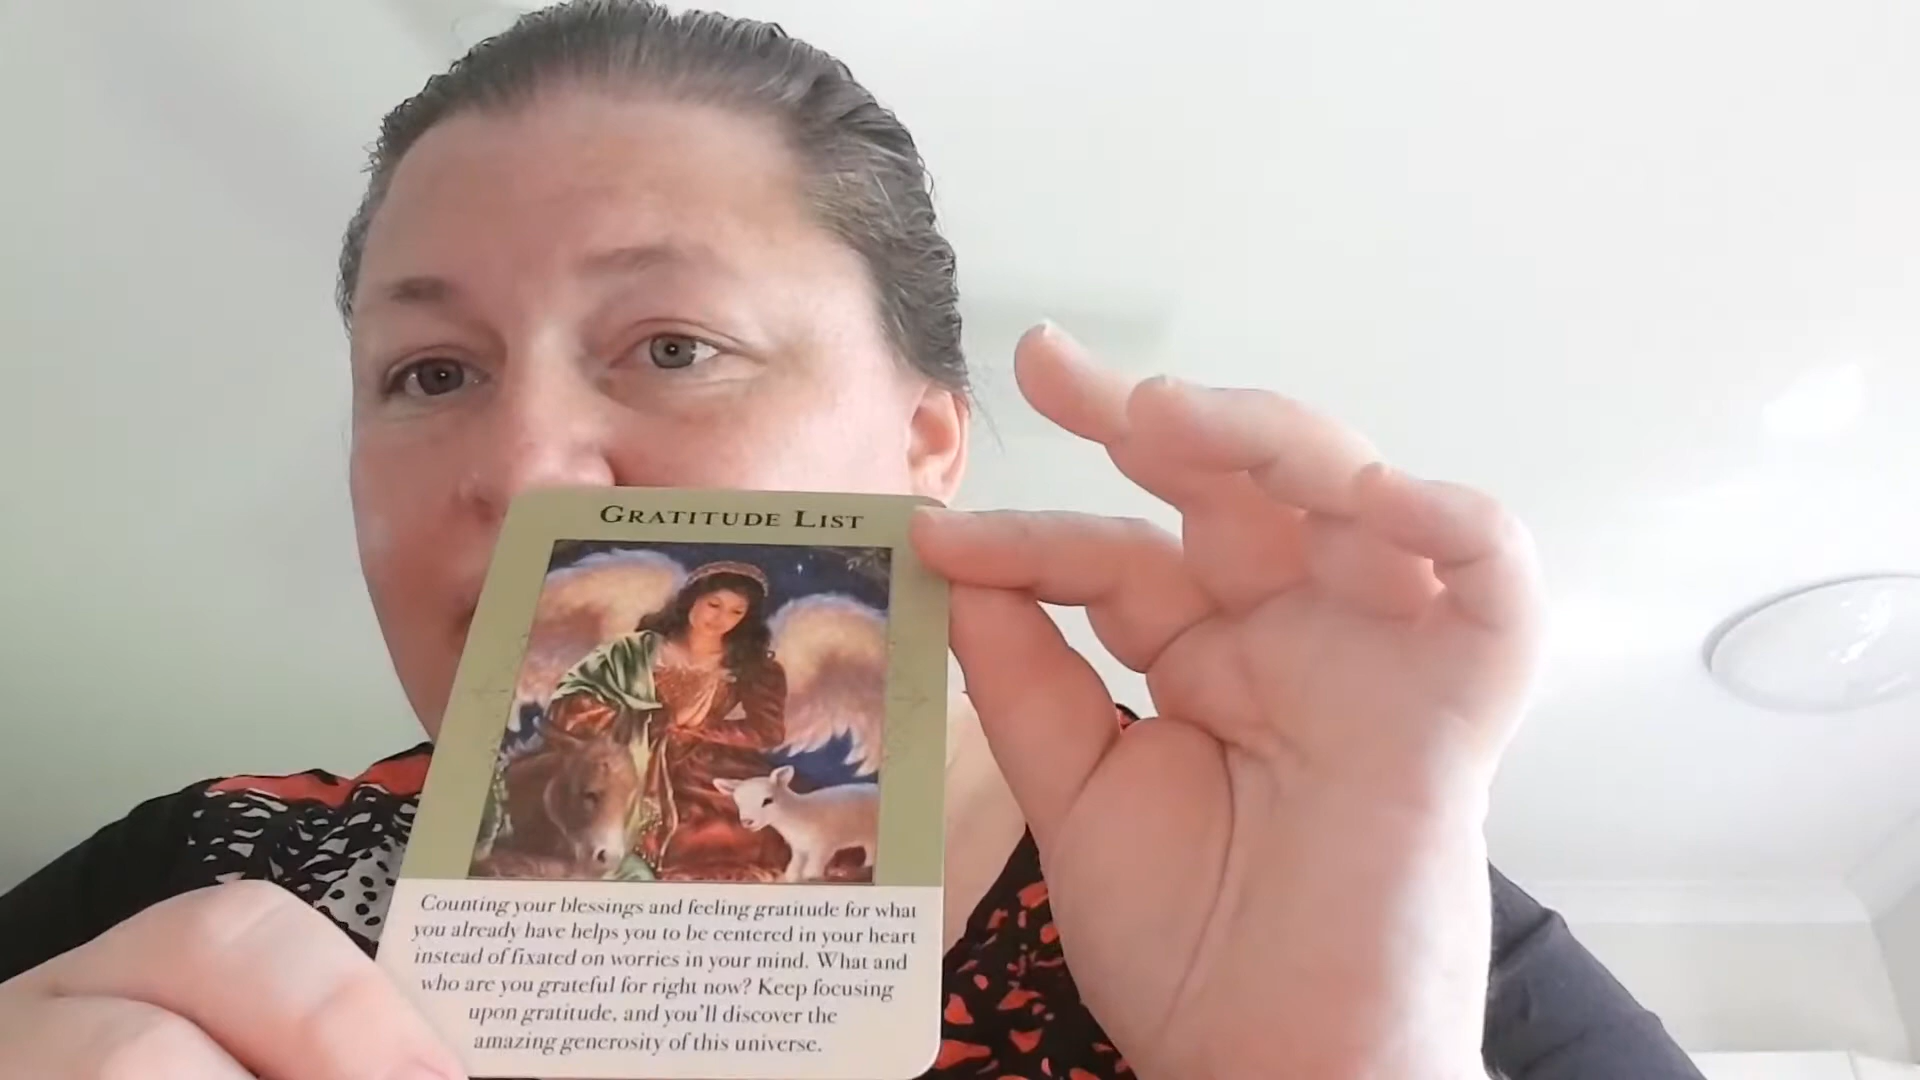 GRATITUDE LIST
Counting your blessings and feeling gratitude for what
you already have helps you to be centered in your heart
instead of fixated on worries in your mind. What and
who are you grateful for right now? Keep focusing
upon gratitude, and you'll discover the
amazing generosity of this universe.